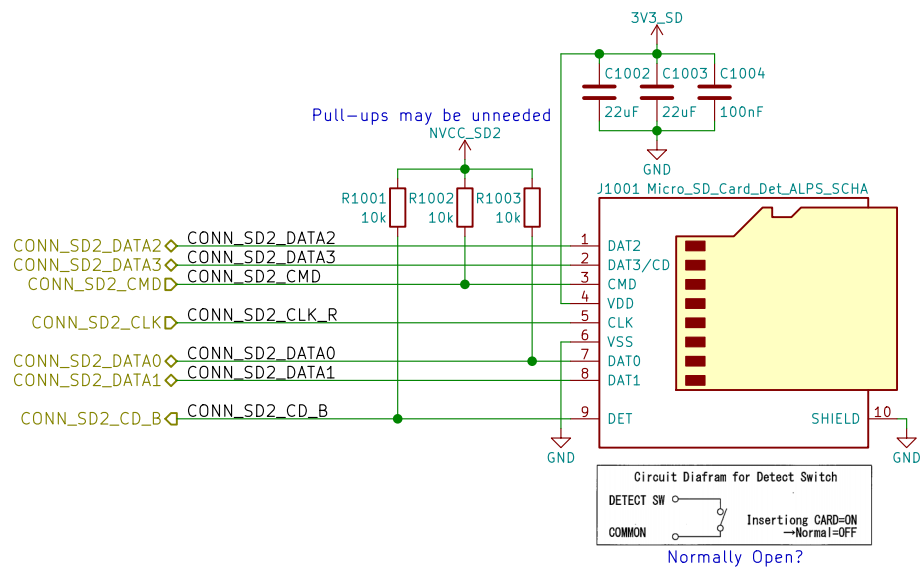 3V3_SD
C1002
C1003
C1004
22uF
22uF
100nF
GND
Pull-ups may be unneeded
NVCC_SD2
R1001
10k
R1002
10k
R1003
10k
J1001 Micro_SD_Card_Det_ALPS_SCHA
CONN_SD2_DATA2 CONN_SD2_DATA2 1 DAT2
CONN_SD2_DATA3 CONN_SD2_DATA3 2 DAT3/CD
CONN_SD2_CMD CONN_SD2_CMD 3 CMD
4 VDD
CONN_SD2_CLK CONN_SD2_CLK_R 5 CLK
6 VSS
CONN_SD2_DATA0 CONN_SD2_DATA0 7 DAT0
CONN_SD2_DATA1 CONN_SD2_DATA1 8 DAT1
CONN_SD2_CD_B CONN_SD2_CD_B 9 DET
SHIELD 10
GND
GND
Circuit Diafram for Detect Switch
DETECT SW
COMMON
Insertiong CARD=ON
→Normal=OFF
Normally Open?